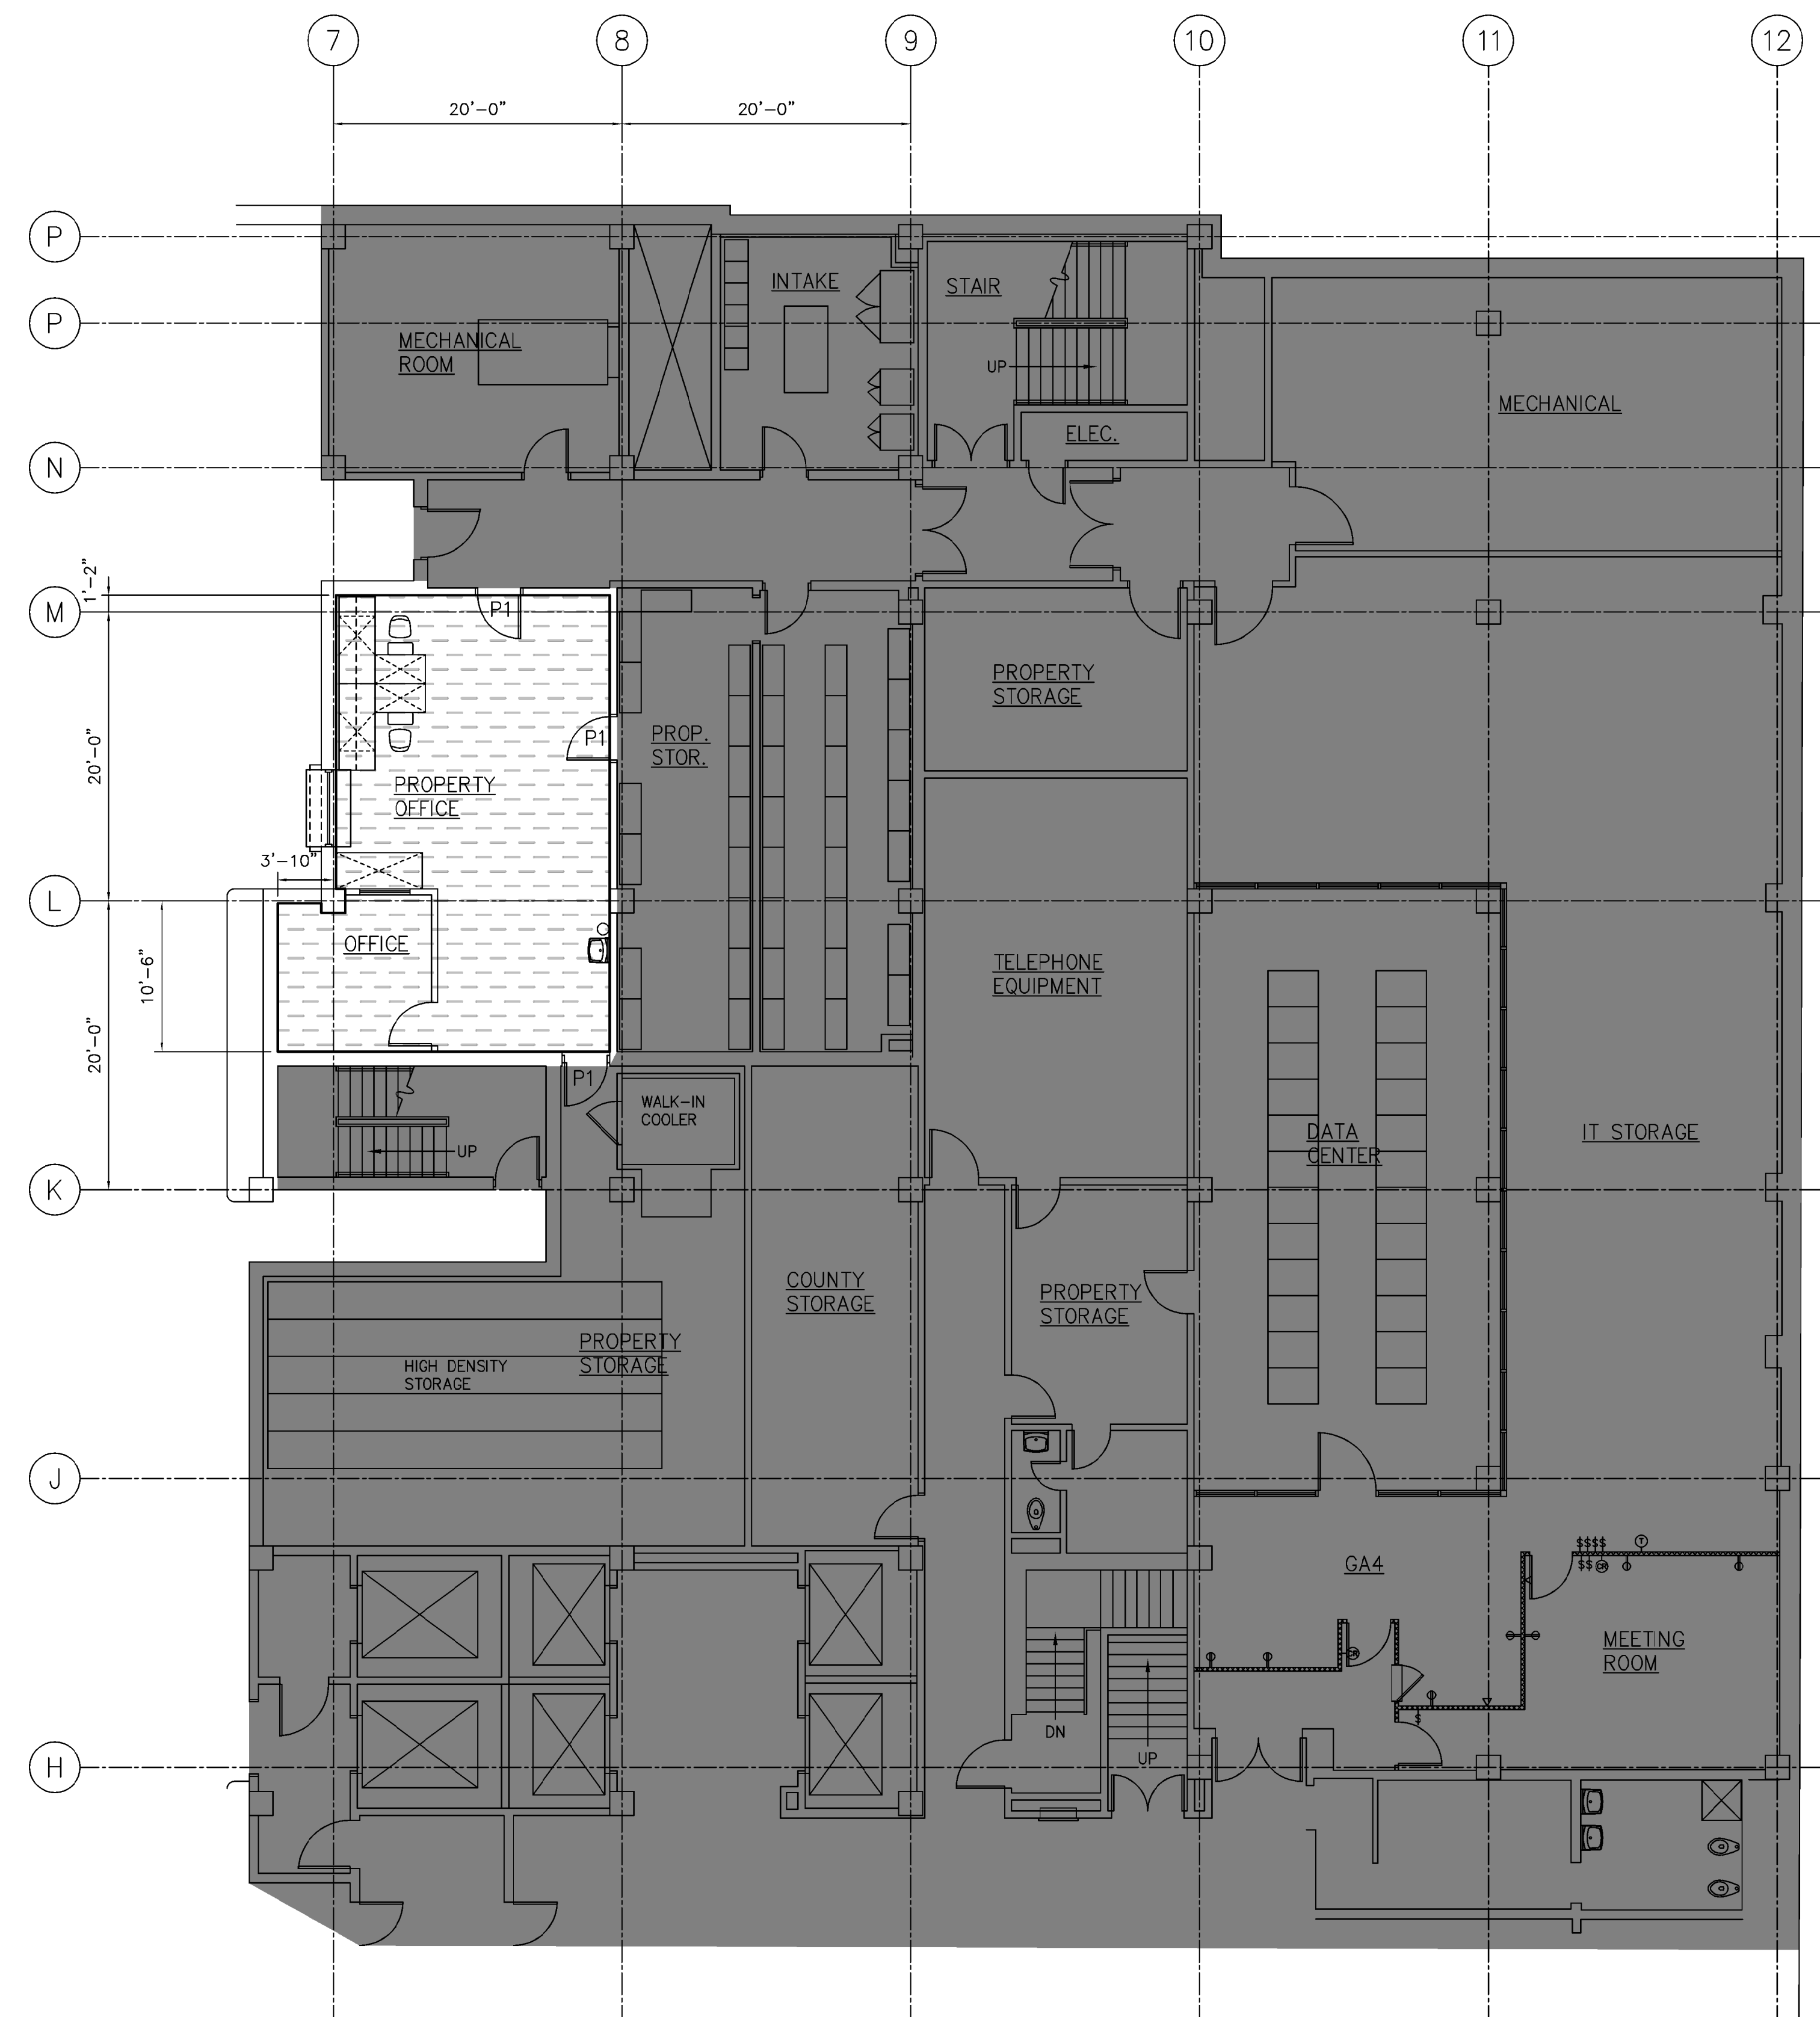 7
8
9
10
11
12
20'-0"
20'-0"
P
INTAKE
STAIR
P
MECHANICAL
ROOM
UP
MECHANICAL
ELEC.
N
1'-2"
M
P1
PROPERTY
STORAGE
20'-0"
P1
PROP.
STOR.
PROPERTY
OFFICE
3'-10"
L
OFFICE
10'-6"
TELEPHONE
EQUIPMENT
20'-0"
P1
WALK-IN
COOLER
UP
DATA
CENTER
IT STORAGE
K
COUNTY
STORAGE
PROPERTY
STORAGE
PROPERTY
STORAGE
HIGH DENSITY
STORAGE
J
$$$$
T
$$
CR
GA4
CR
MEETING
ROOM
$
DN
UP
H